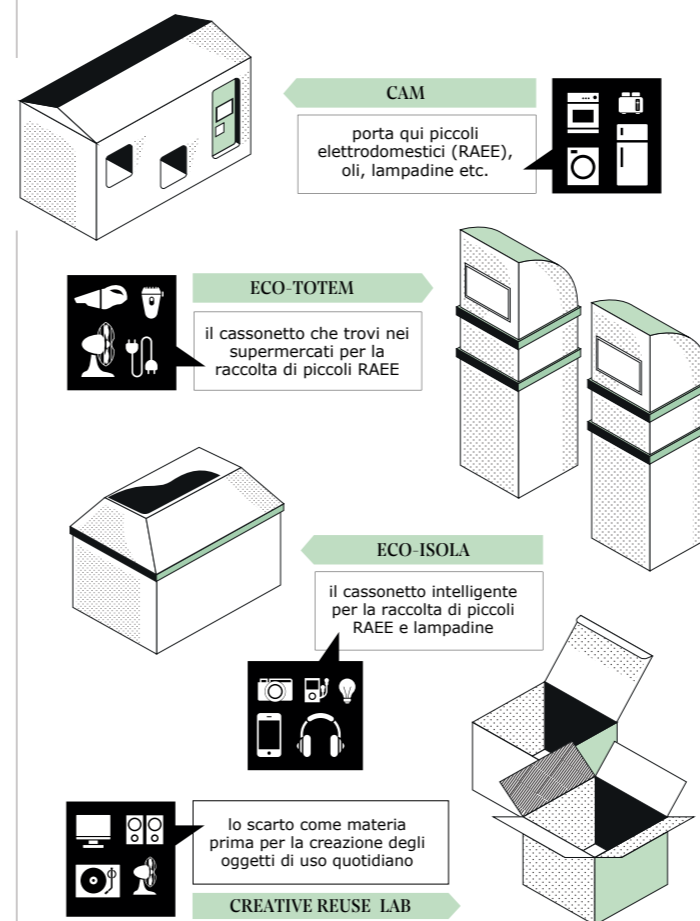 CAM
porta qui piccoli
elettrodomestici (RAEE),
oli, lampadine etc.
ECO-TOTEM
il cassonetto che trovi nei
supermercati per la
raccolta di piccoli RAEE
ECO-ISOLA
il cassonetto intelligente
per la raccolta di piccoli
RAEE e lampadine
lo scarto come materia
prima per la creazione degli
oggetti di uso quotidiano
CREATIVE REUSE LAB